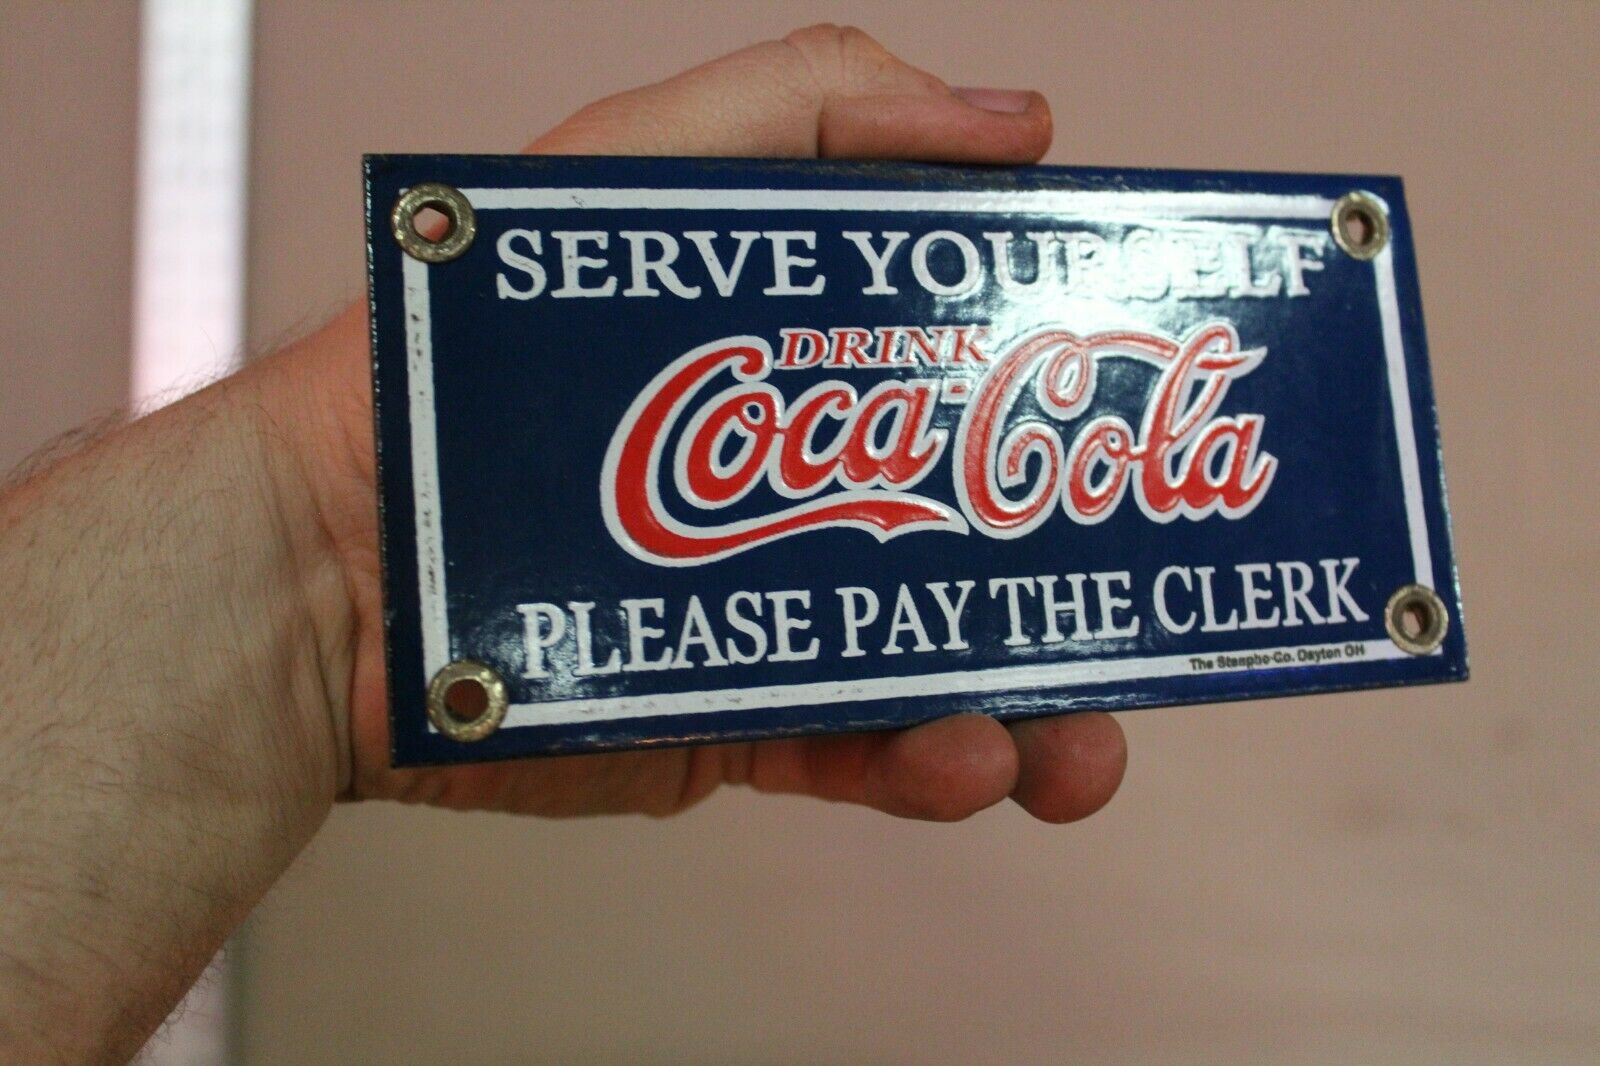 SERVE YOURSELF
DRINK
Coca-Cola
PLEASE PAY THE CLERK
The Stenpho-Co. Dayton OH